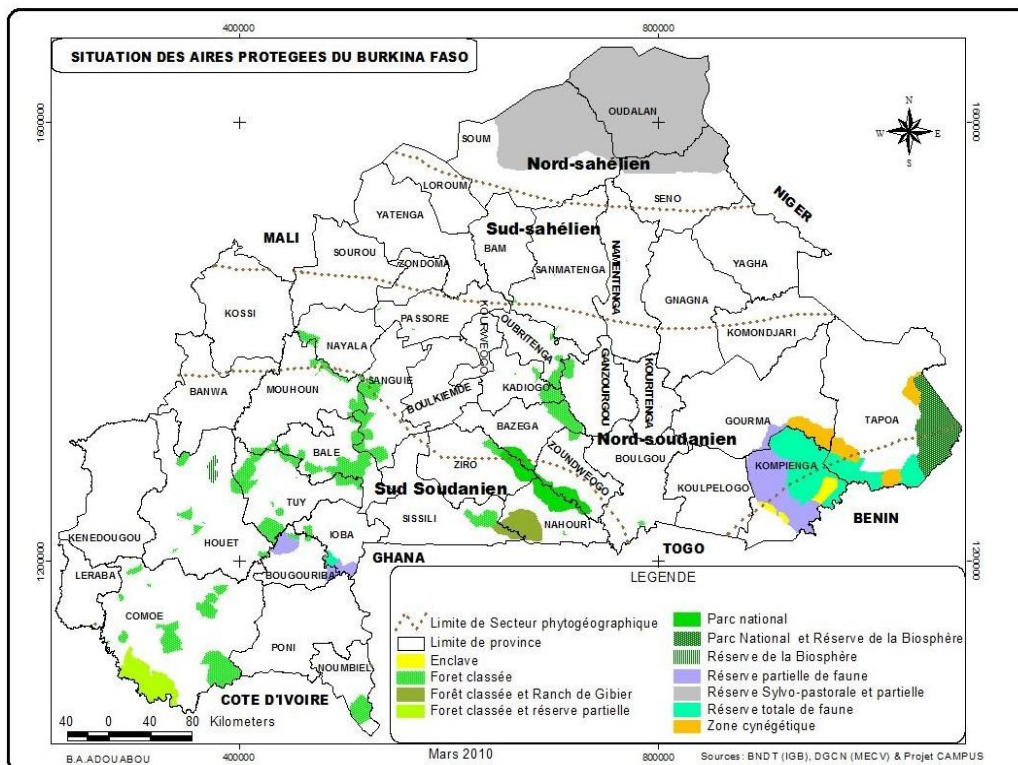 400000
800000
SITUATION DES AIRES PROTEGEES DU BURKINA FASO
1600000
1600000
N
W
E
S
OUDALAN
SOUM
Nord-sahélien
LOROUM
SENO
NIGER
YATENGA
Sud-sahélien
MALI
BAM
SOUROU
ZONDOMA
SANMATENGA
NAMENTENGA
YAGHA
KOSSI
GNAGNA
PASSORE
KOURWEOGO
OUBRITENGA
KOMONDJARI
NAYALA
BANWA
MOUHOUN
SANGUIE
BOULKIEMDE
KADIOGO
GANZOURGOU
KOURITENGA
GOURMA
TAPOA
BAZEGA
Nord-soudanien
BALE
ZIRO
ZOUNDWEOGO
BOULGOU
KOMPIENGA
KOULPELOGO
Sud Soudanien
TUY
SISSILI
NAHOURI
BENIN
KENEDOUGOU
HOUET
IOBA
GHANA
TOGO
1200000
1200000
LERABA
BOUGOURIBA
COMOE
PONI
NOUMBIEL
COTE D'IVOIRE
LEGENDE
Limite de Secteur phytogéographique
Limite de province
Enclave
Foret classée
Forêt classée et Ranch de Gibier
Foret classée et réserve partielle
Parc national
Parc National et Réserve de la Biosphère
Réserve de la Biosphère
Réserve partielle de faune
Réserve Sylvo-pastorale et partielle
Réserve totale de faune
Zone cynégétique
40 0 40 80 Kilometers
B.A.ADOUABOU
400000
Mars 2010
800000
Sources: BNDT (IGB), DGCN (MECV) & Projet CAMPUS